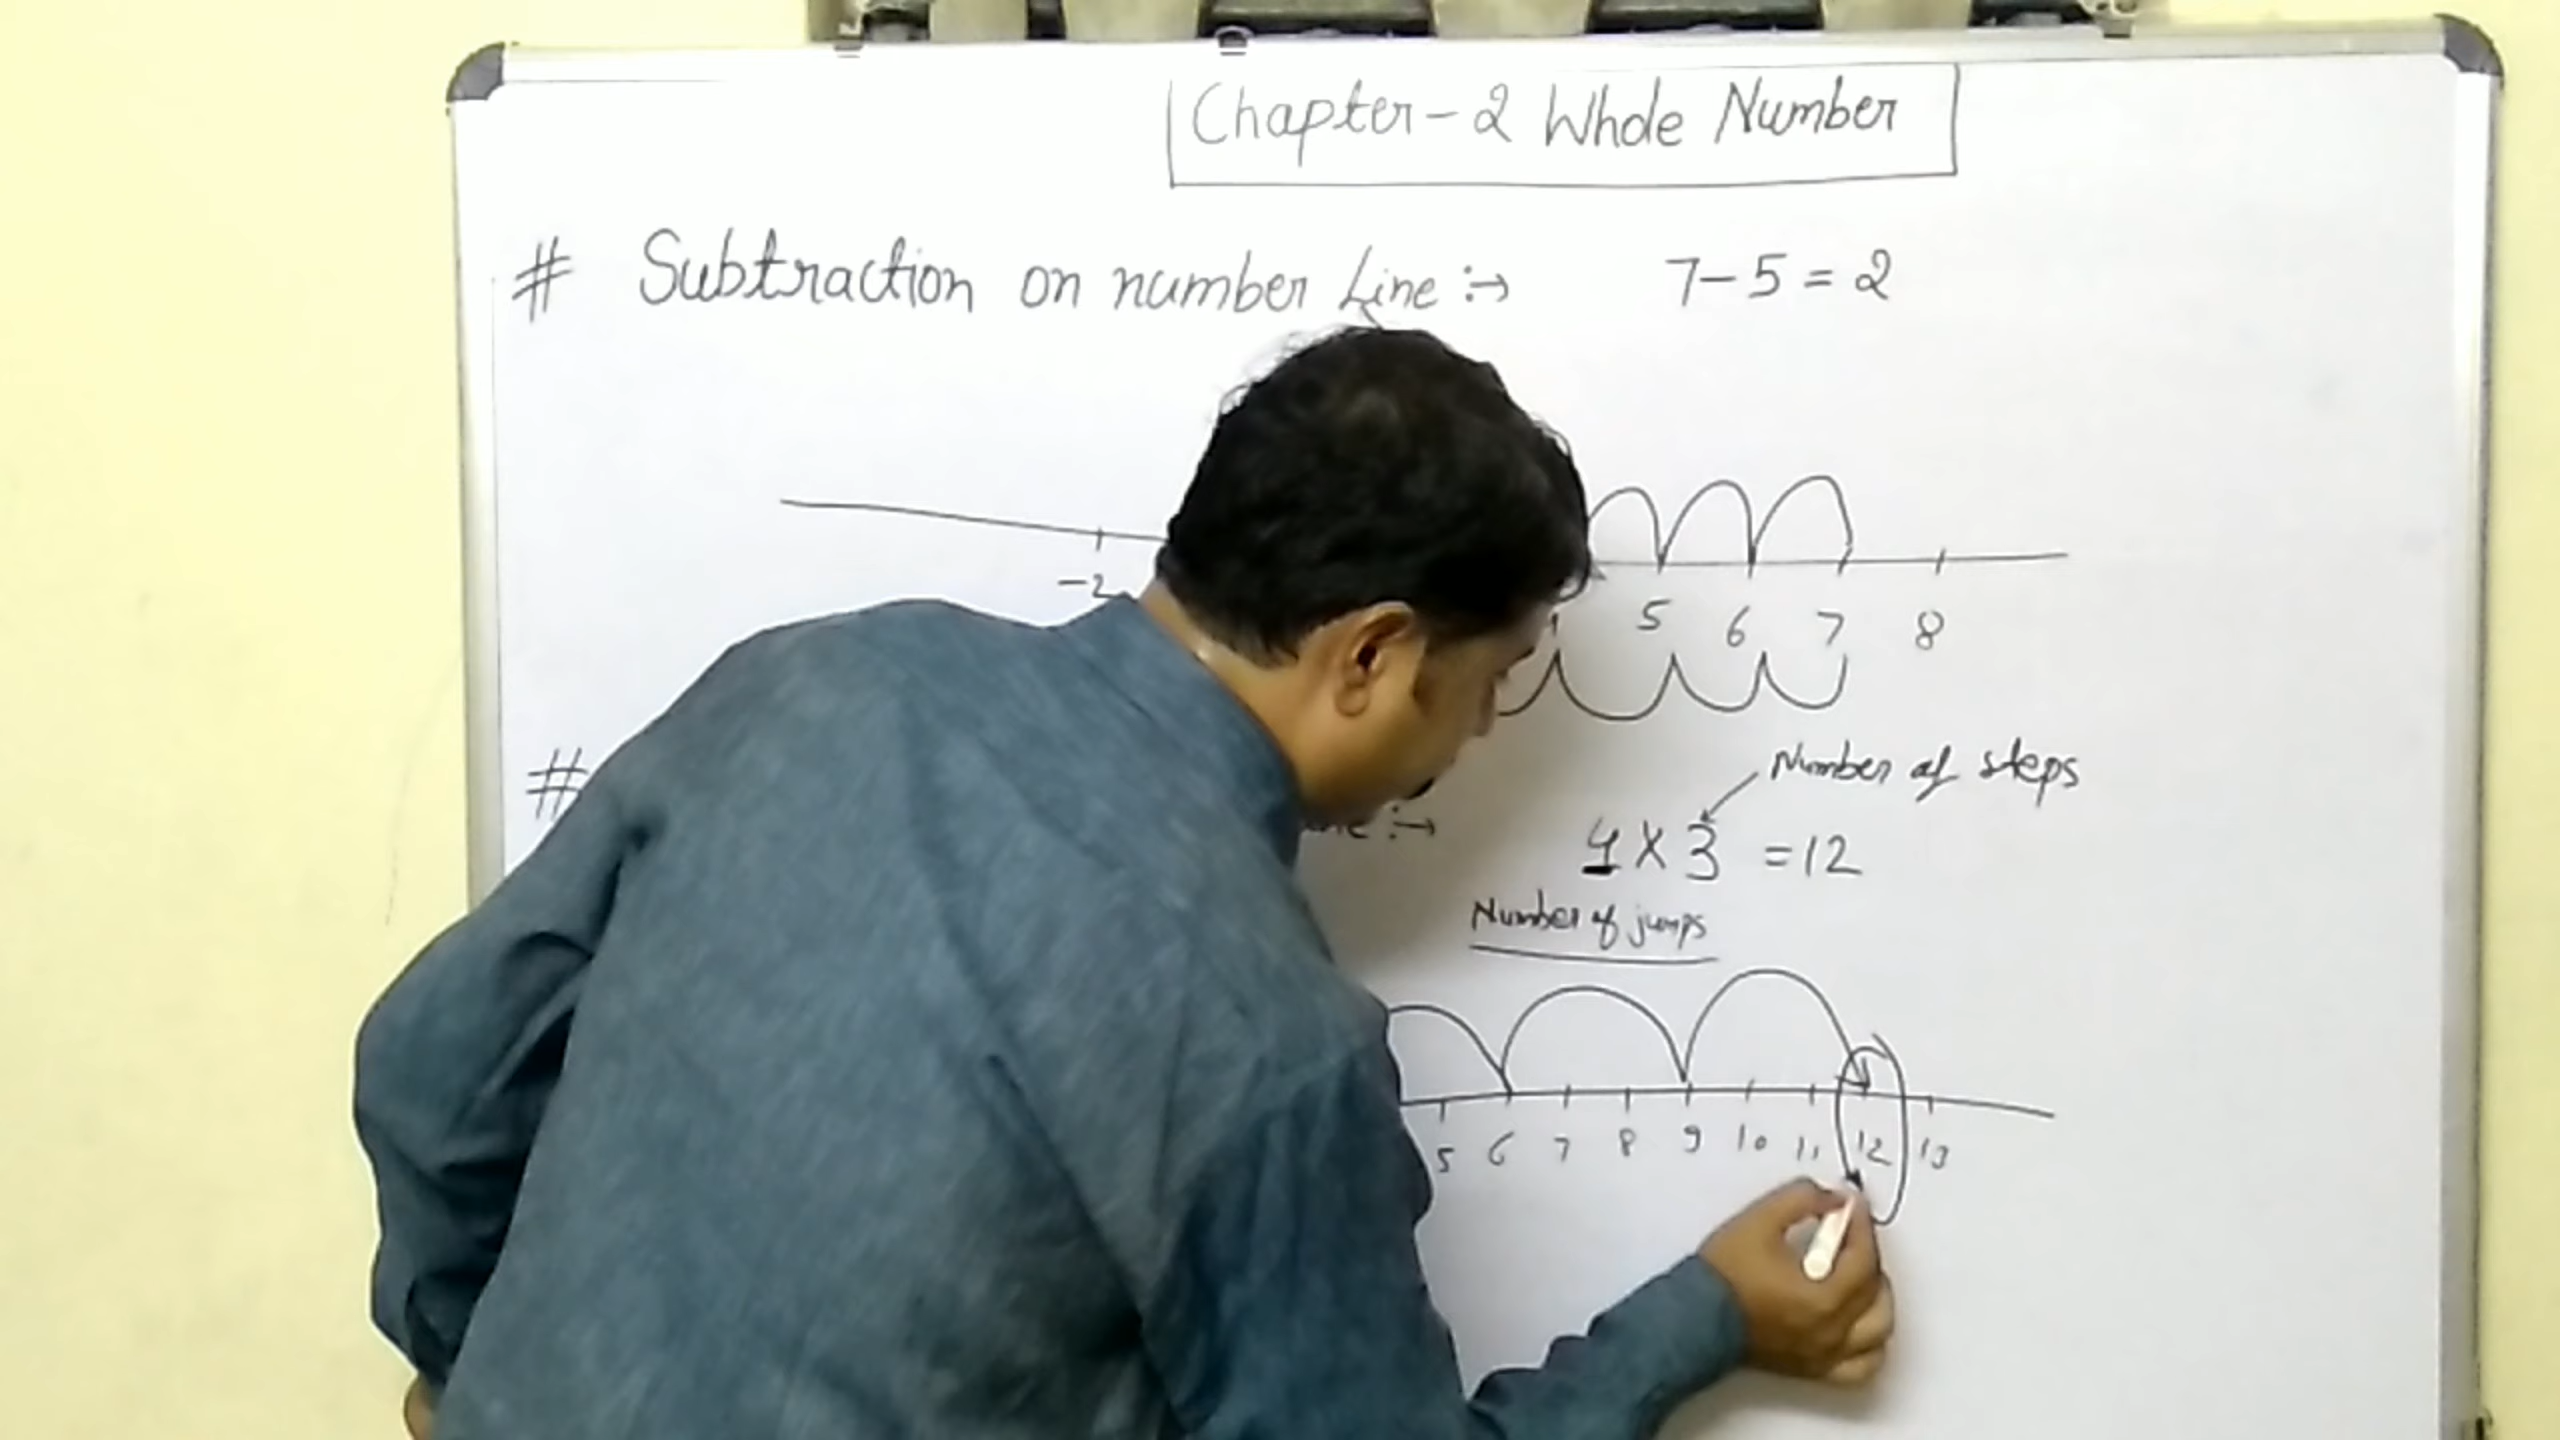 Chapter-2 Whole Number
# Subtraction on number Line :→ 7-5=2
-2 5 6 7 8
Number of steps
# :→ 4 X 3 = 12
Number of jumps
5 6 7 8 9 10 11 12 13